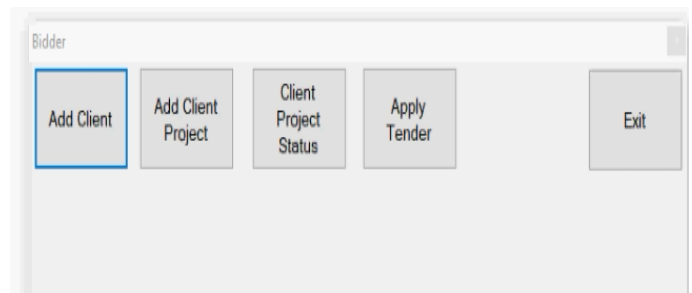 Bidder
Add Client
Add Client
Project
Client
Project
Status
Apply
Tender
Exit